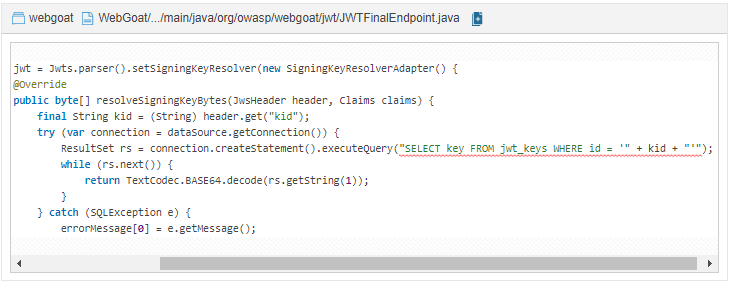 webgoat WebGoat/.../main/java/org/owasp/webgoat/jwt/JWTFinalEndpoint.java
jwt = Jwts.parser().setSigningKeyResolver(new SigningKeyResolverAdapter() {
@Override
public byte[] resolveSigningKeyBytes(JwsHeader header, Claims claims) {
    final String kid = (String) header.get("kid");
    try (var connection = dataSource.getConnection()) {
        ResultSet rs = connection.createStatement().executeQuery("SELECT key FROM jwt_keys WHERE id = '" + kid + "'");
        while (rs.next()) {
            return TextCodec.BASE64.decode(rs.getString(1));
        }
    } catch (SQLException e) {
        errorMessage[0] = e.getMessage();